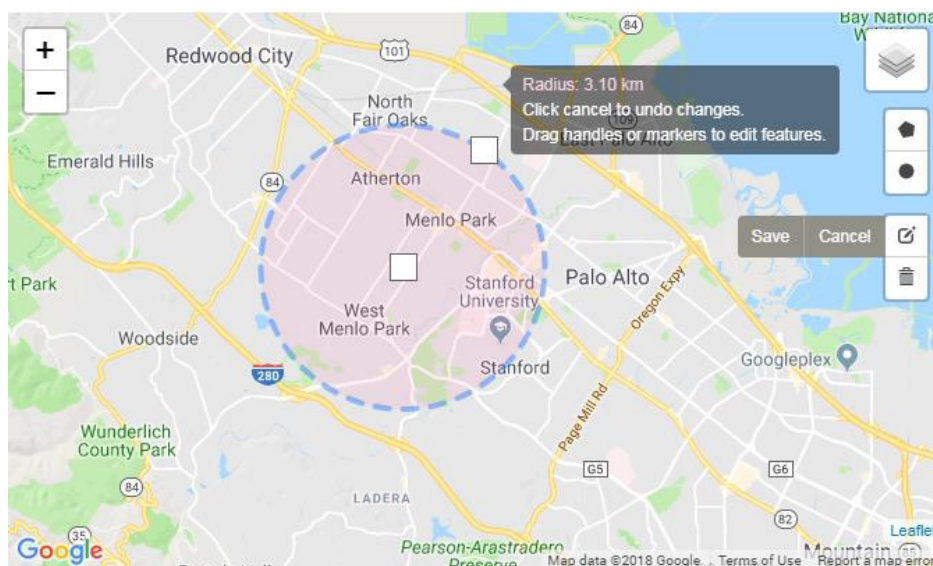 +
−
Redwood City
101
84
Bay National
Radius: 3.10 km
Click cancel to undo changes.
Drag handles or markers to edit features.
North
Fair Oaks
109
East Palo Alto
Emerald Hills
84
Atherton
Menlo Park
Save
Cancel
Stanford
University
Palo Alto
rt Park
Oregon Expy
West
Menlo Park
Woodside
Stanford
Googleplex
280
Page Mill Rd
Wunderlich
County Park
G5
G6
84
LADERA
82
35
Leaflet
Google
Pearson-Arastradero
Preserve
Mountain
Map data ©2018 Google
Terms of Use
Report a map error